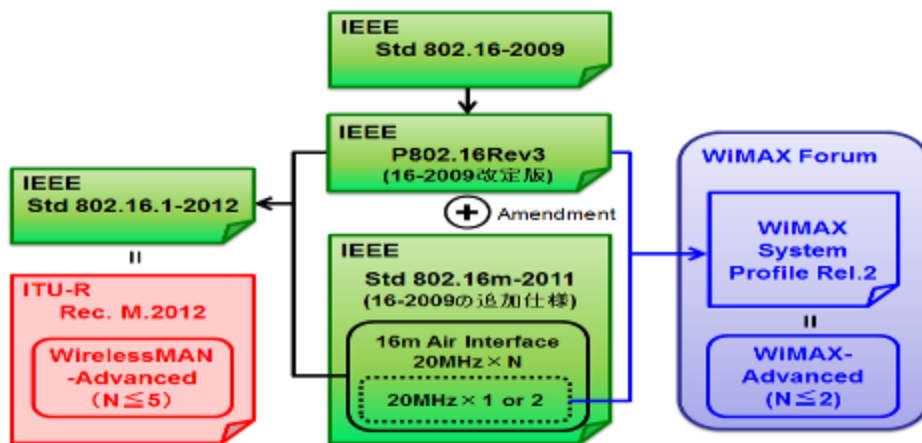 IEEE
Std 802.16-2009
IEEE
P802.16Rev3
(16-2009改定版)
IEEE
Std 802.16.1-2012
=
ITU-R
Rec. M.2012
WirelessMAN
-Advanced
(N≦5)
+ Amendment
IEEE
Std 802.16m-2011
(16-2009の追加仕様)
16m Air Interface
20MHz×N
20MHz×1 or 2
WiMAX Forum
WiMAX
System
Profile Rel.2
=
WiMAX-
Advanced
(N≦2)